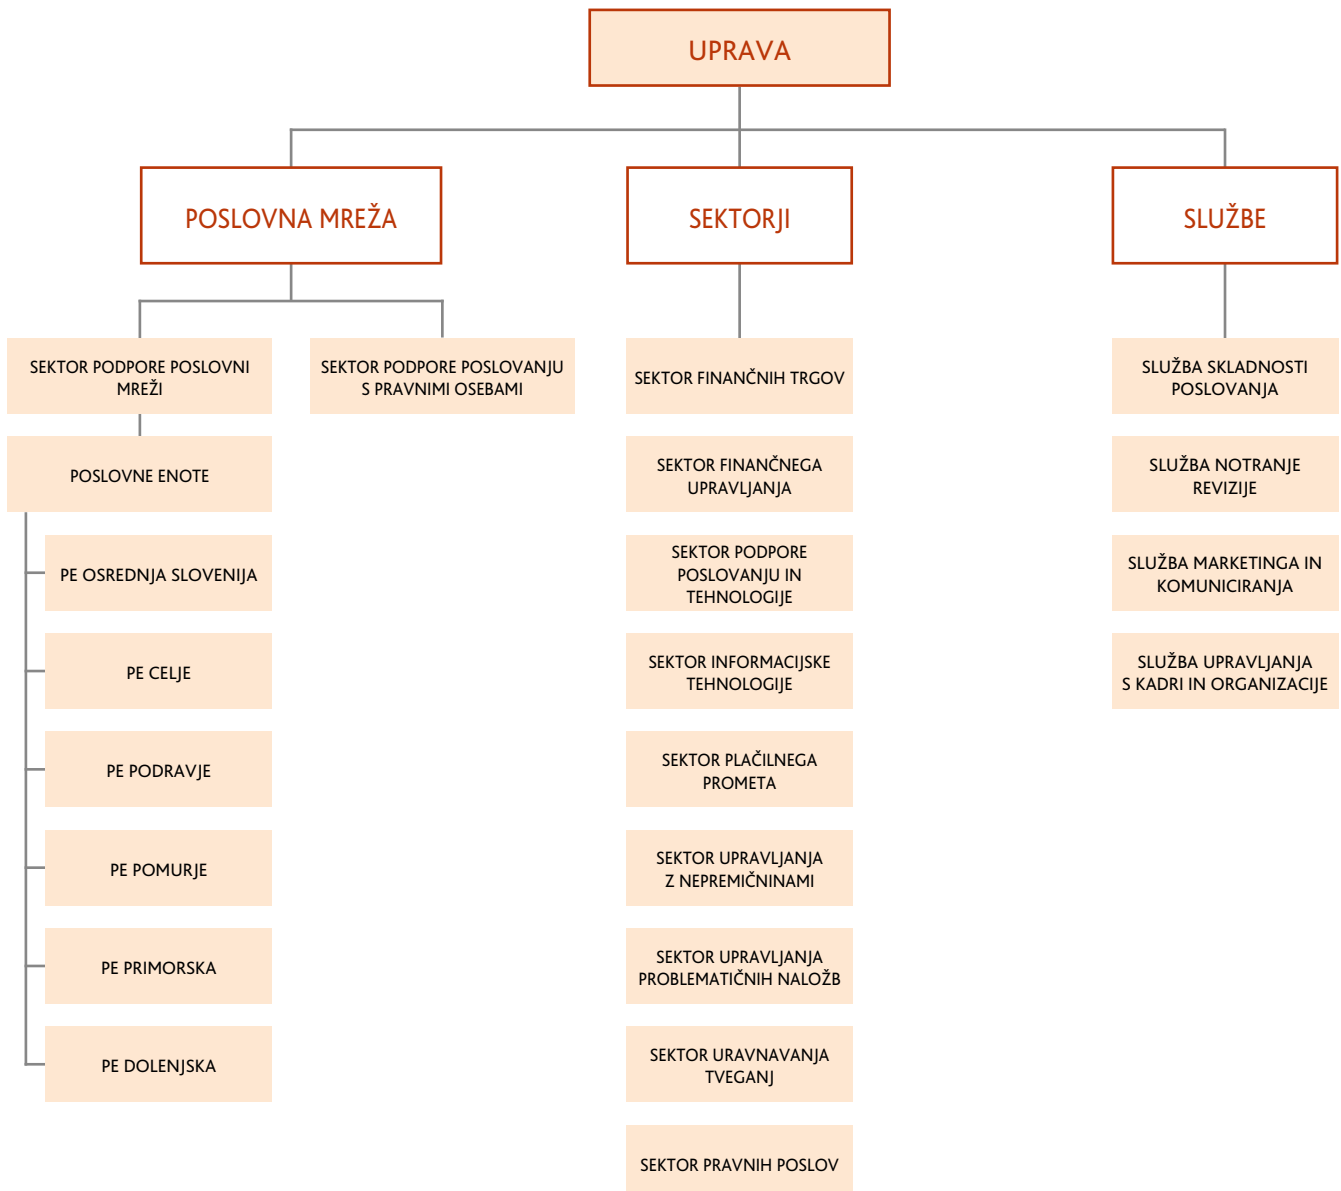 UPRAVA
POSLOVNA MREŽA
SEKTORJI
SLUŽBE
SEKTOR PODPORE POSLOVNI
MREŽI
SEKTOR PODPORE POSLOVANJU
S PRAVNIMI OSEBAMI
POSLOVNE ENOTE
PE OSREDNJA SLOVENIJA
PE CELJE
PE PODRAVJE
PE POMURJE
PE PRIMORSKA
PE DOLENJSKA
SEKTOR FINANČNIH TRGOV
SEKTOR FINANČNEGA
UPRAVLJANJA
SEKTOR PODPORE
POSLOVANJU IN
TEHNOLOGIJE
SEKTOR INFORMACIJSKE
TEHNOLOGIJE
SEKTOR PLAČILNEGA
PROMETA
SEKTOR UPRAVLJANJA
Z NEPREMIČNINAMI
SEKTOR UPRAVLJANJA
PROBLEMATIČNIH NALOŽB
SEKTOR URAVNAVANJA
TVEGANJ
SEKTOR PRAVNIH POSLOV
SLUŽBA SKLADNOSTI
POSLOVANJA
SLUŽBA NOTRANJE
REVIZIJE
SLUŽBA MARKETINGA IN
KOMUNICIRANJA
SLUŽBA UPRAVLJANJA
S KADRI IN ORGANIZACIJE